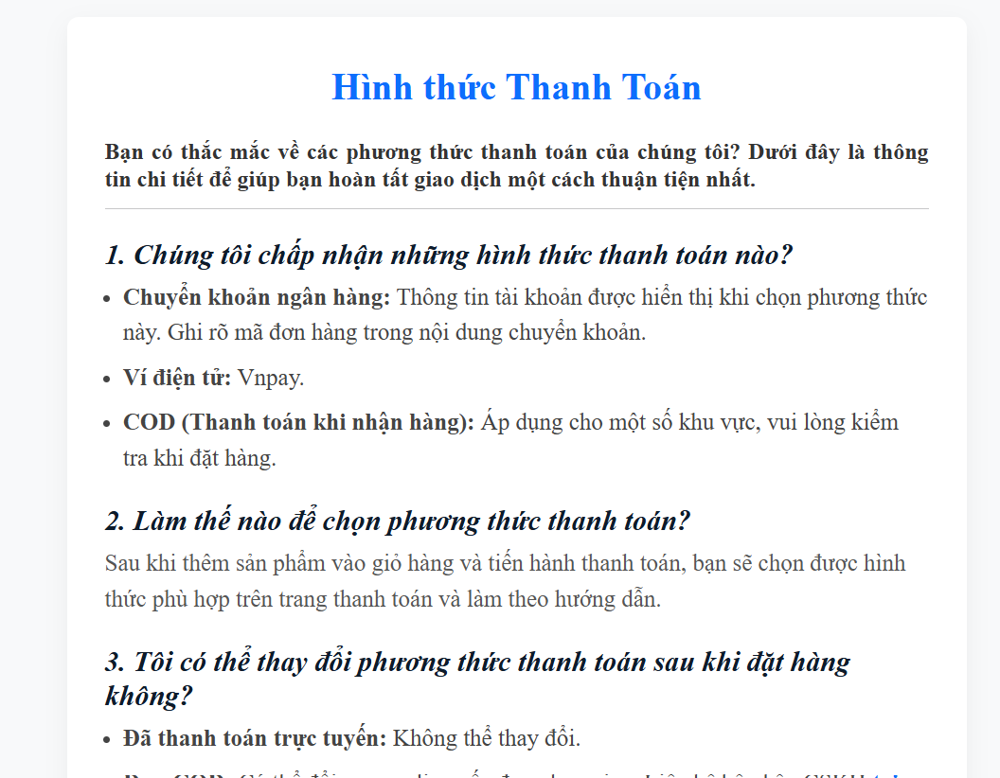 Hình thức Thanh Toán
Bạn có thắc mắc về các phương thức thanh toán của chúng tôi? Dưới đây là thông
tin chi tiết để giúp bạn hoàn tất giao dịch một cách thuận tiện nhất.
1. Chúng tôi chấp nhận những hình thức thanh toán nào?
• Chuyển khoản ngân hàng: Thông tin tài khoản được hiển thị khi chọn phương thức
này. Ghi rõ mã đơn hàng trong nội dung chuyển khoản.
• Ví điện tử: Vnpay.
• COD (Thanh toán khi nhận hàng): Áp dụng cho một số khu vực, vui lòng kiểm
tra khi đặt hàng.
2. Làm thế nào để chọn phương thức thanh toán?
Sau khi thêm sản phẩm vào giỏ hàng và tiến hành thanh toán, bạn sẽ chọn được hình
thức phù hợp trên trang thanh toán và làm theo hướng dẫn.
3. Tôi có thể thay đổi phương thức thanh toán sau khi đặt hàng
không?
• Đã thanh toán trực tuyến: Không thể thay đổi.